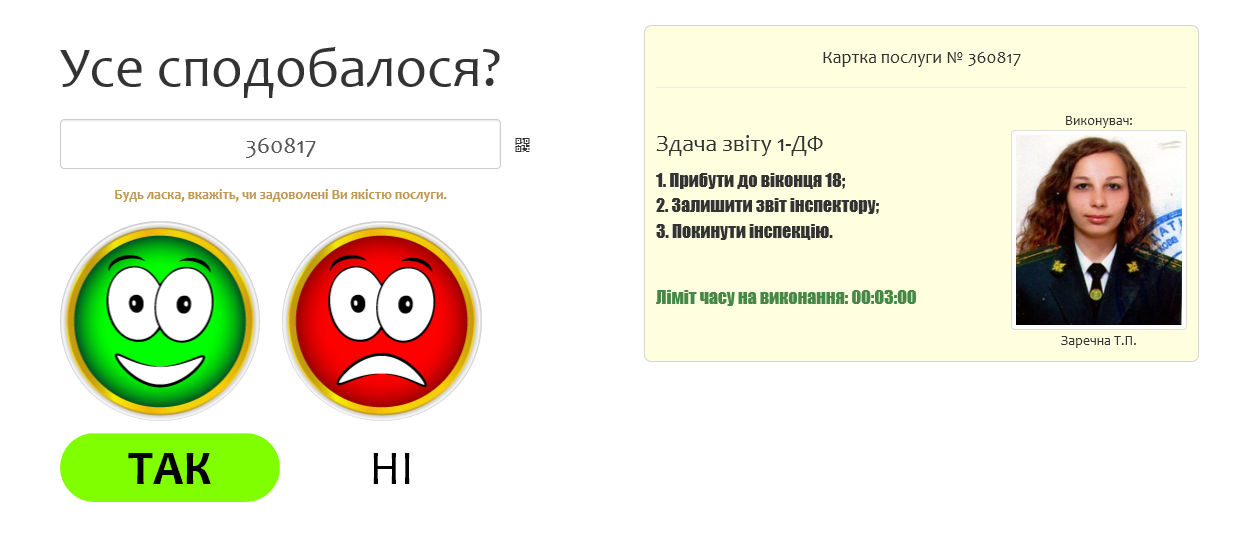 Усе сподобалося?
360817
Будь ласка, вкажіть, чи задоволені Ви якістю послуги.
ТАК
НІ
Картка послуги № 360817
Здача звіту 1-ДФ
1. Прибути до віконця 18;
2. Залишити звіт інспектору;
3. Покинути інспекцію.
Ліміт часу на виконання: 00:03:00
Виконувач:
Заречна Т.П.